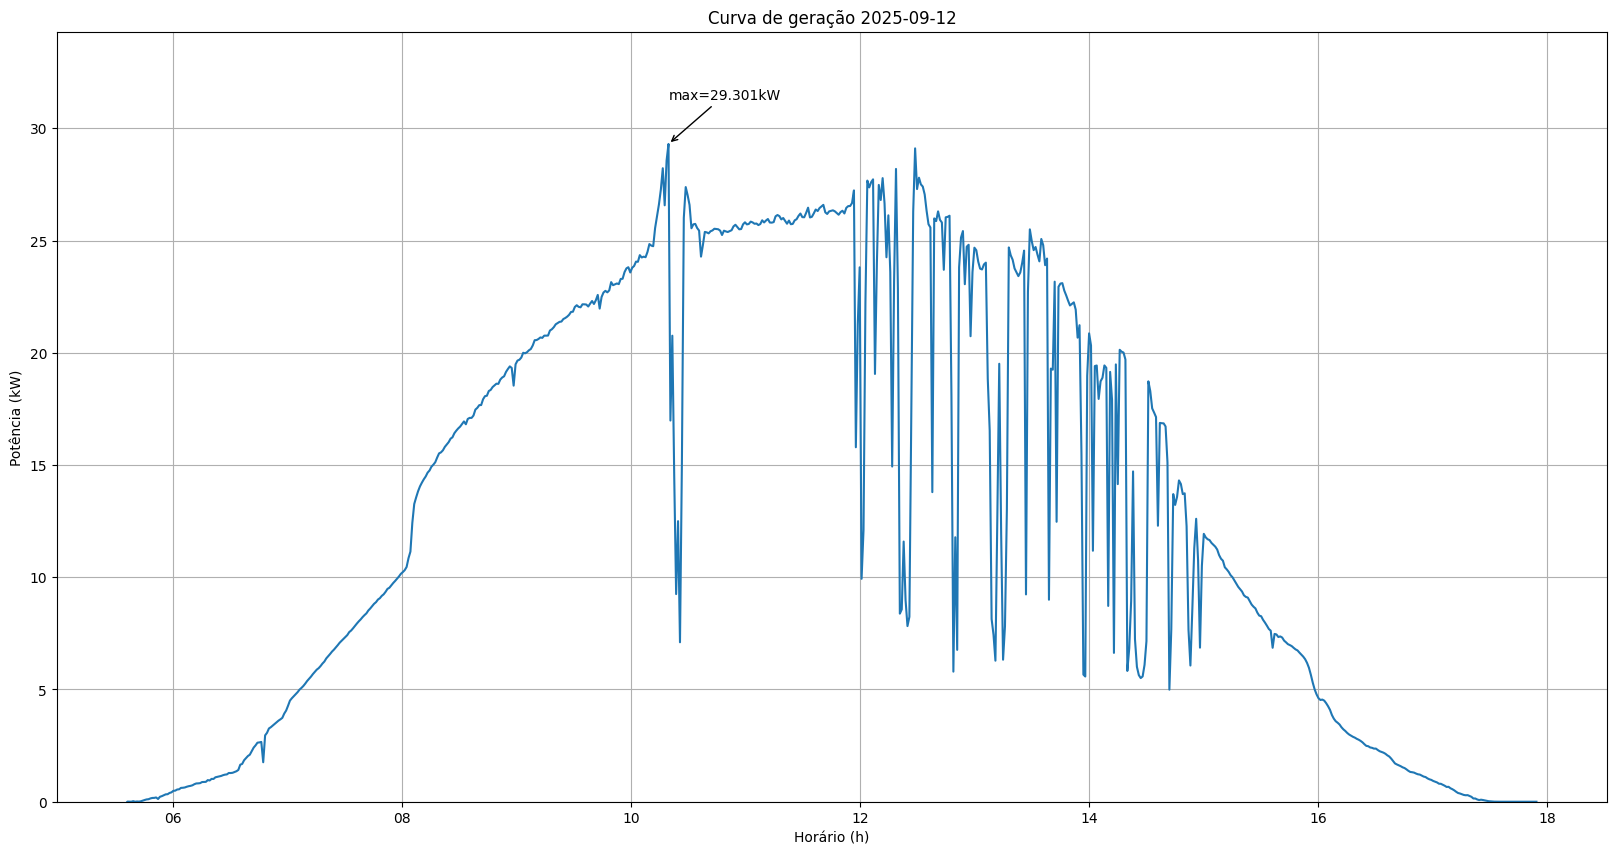 Curva de geração 2025-09-12
max=29.301kW
Potência (kW)
30
25
20
15
10
5
0
06 08 10 12 14 16 18
Horário (h)